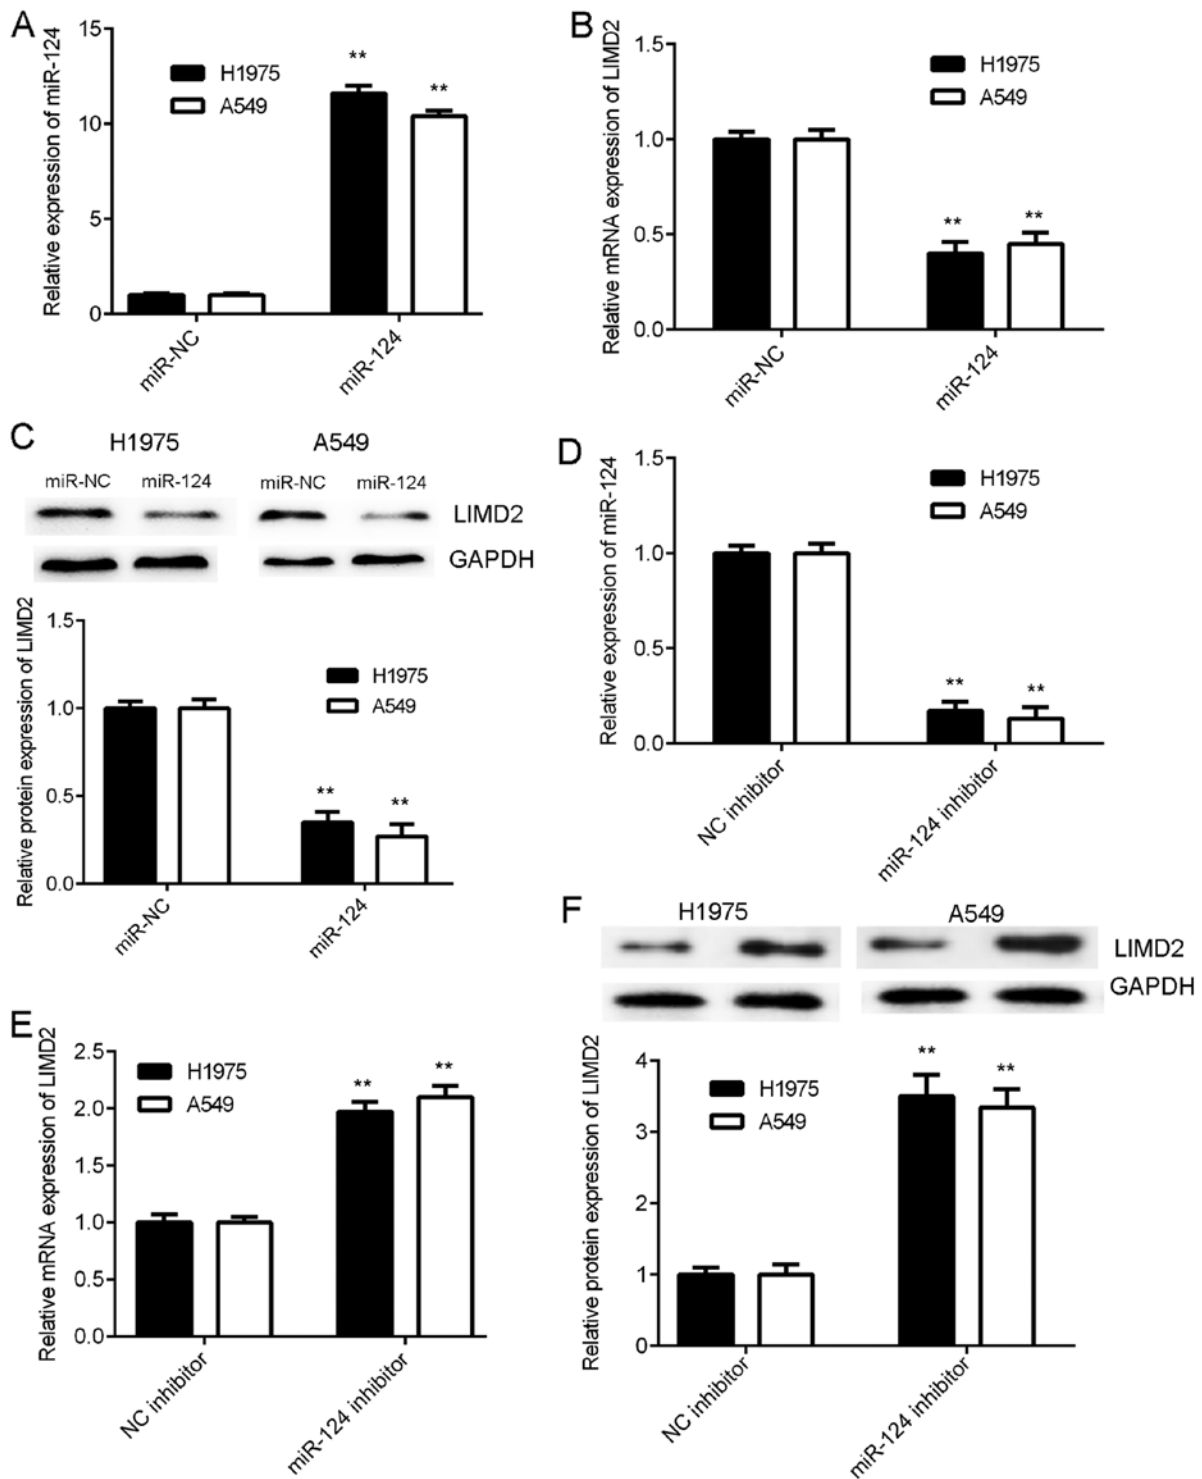 A
Relative expression of miR-124
15
10
5
0
H1975
A549
**
**
miR-NC
miR-124
B
Relative mRNA expression of LIMD2
1.5
1.0
0.5
0.0
H1975
A549
**
**
miR-NC
miR-124
C
H1975
A549
miR-NC
miR-124
miR-NC
miR-124
LIMD2
GAPDH
Relative protein expression of LIMD2
1.5
1.0
0.5
0.0
H1975
A549
**
**
miR-NC
miR-124
D
Relative expression of miR-124
1.5
1.0
0.5
0.0
H1975
A549
**
**
NC inhibitor
miR-124 inhibitor
E
Relative mRNA expression of LIMD2
2.5
2.0
1.5
1.0
0.5
0.0
H1975
A549
**
**
NC inhibitor
miR-124 inhibitor
F
H1975
A549
LIMD2
GAPDH
Relative protein expression of LIMD2
4
3
2
1
0
H1975
A549
**
**
NC inhibitor
miR-124 inhibitor